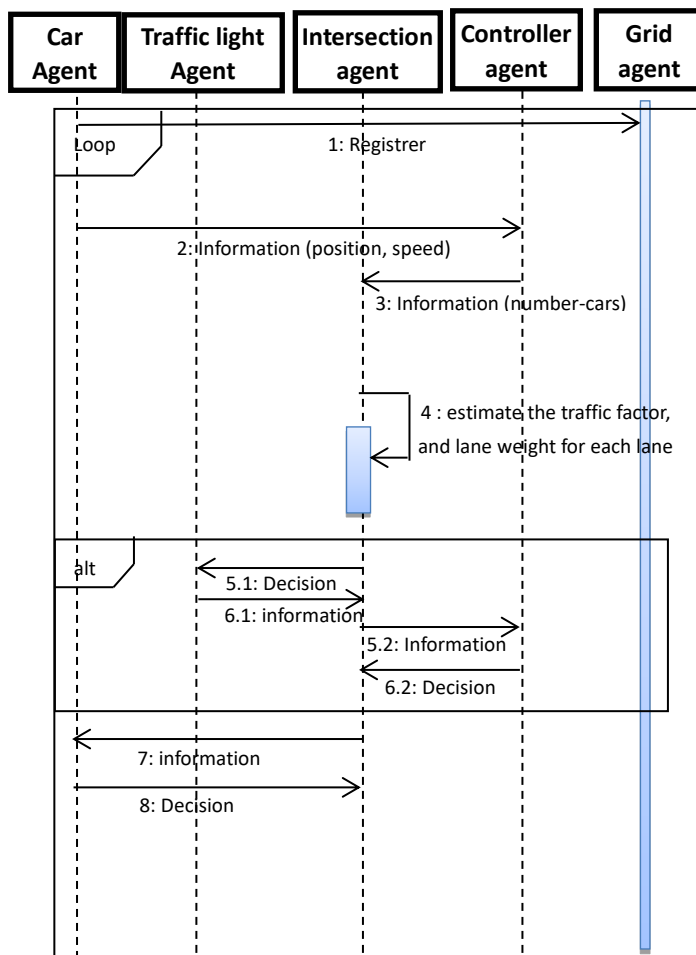 Car
Agent
Traffic light
Agent
Intersection
agent
Controller
agent
Grid
agent
Loop
1: Registrer
2: Information (position, speed)
3: Information (number-cars)
4 : estimate the traffic factor,
and lane weight for each lane
alt
5.1: Decision
6.1: information
5.2: Information
6.2: Decision
7: information
8: Decision